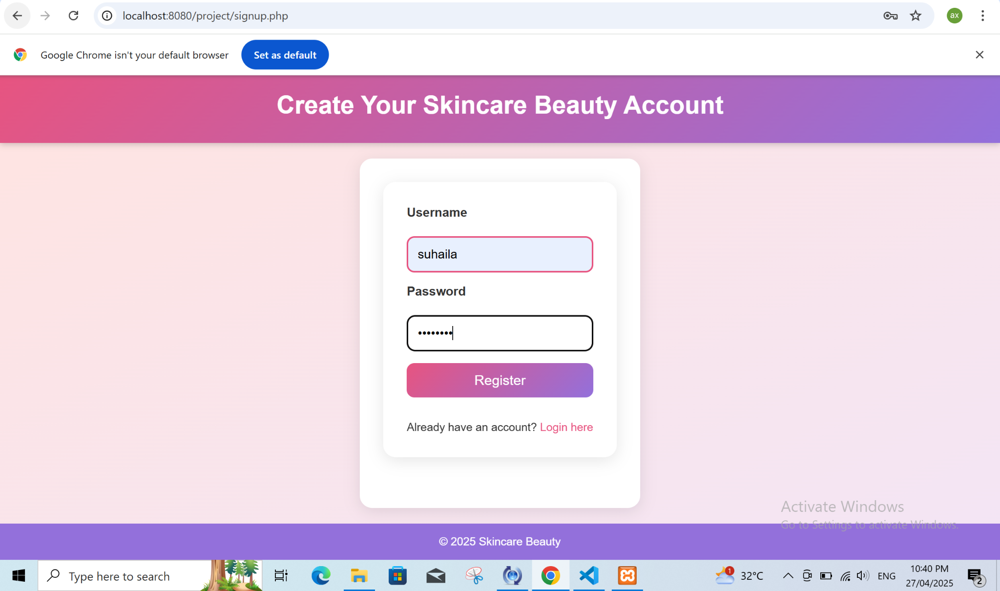 localhost:8080/project/signup.php
ax
Google Chrome isn't your default browser
Set as default
Create Your Skincare Beauty Account
Username
suhaila
Password
••••••••
Register
Already have an account? Login here
Activate Windows
Go to Settings to activate Windows.
© 2025 Skincare Beauty
Type here to search
1
32°C
ENG
10:40 PM
27/04/2025
2